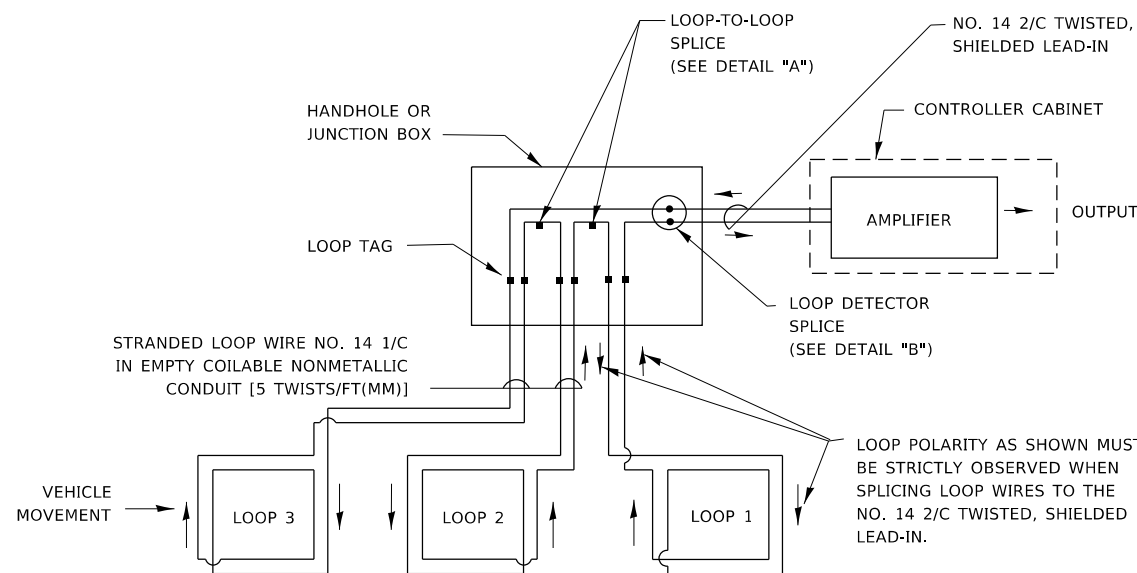 LOOP-TO-LOOP
SPLICE
(SEE DETAIL "A")
NO. 14 2/C TWISTED,
SHIELDED LEAD-IN
HANDHOLE OR
JUNCTION BOX
CONTROLLER CABINET
AMPLIFIER
OUTPUT
LOOP TAG
LOOP DETECTOR
SPLICE
(SEE DETAIL "B")
STRANDED LOOP WIRE NO. 14 1/C
IN EMPTY COILABLE NONMETALLIC
CONDUIT [5 TWISTS/FT(MM)]
LOOP POLARITY AS SHOWN MUST
BE STRICTLY OBSERVED WHEN
SPLICING LOOP WIRES TO THE
NO. 14 2/C TWISTED, SHIELDED
LEAD-IN.
VEHICLE
MOVEMENT
LOOP 3
LOOP 2
LOOP 1